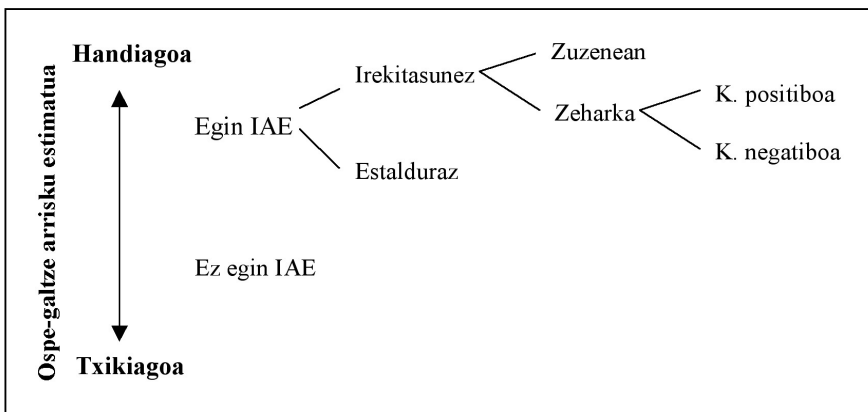 Ospe-galtze arrisku estimatua
Handiagoa
Txikiagoa
Egin IAE
Ez egin IAE
Irekitasunez
Estalduraz
Zuzenean
Zeharka
K. positiboa
K. negatiboa